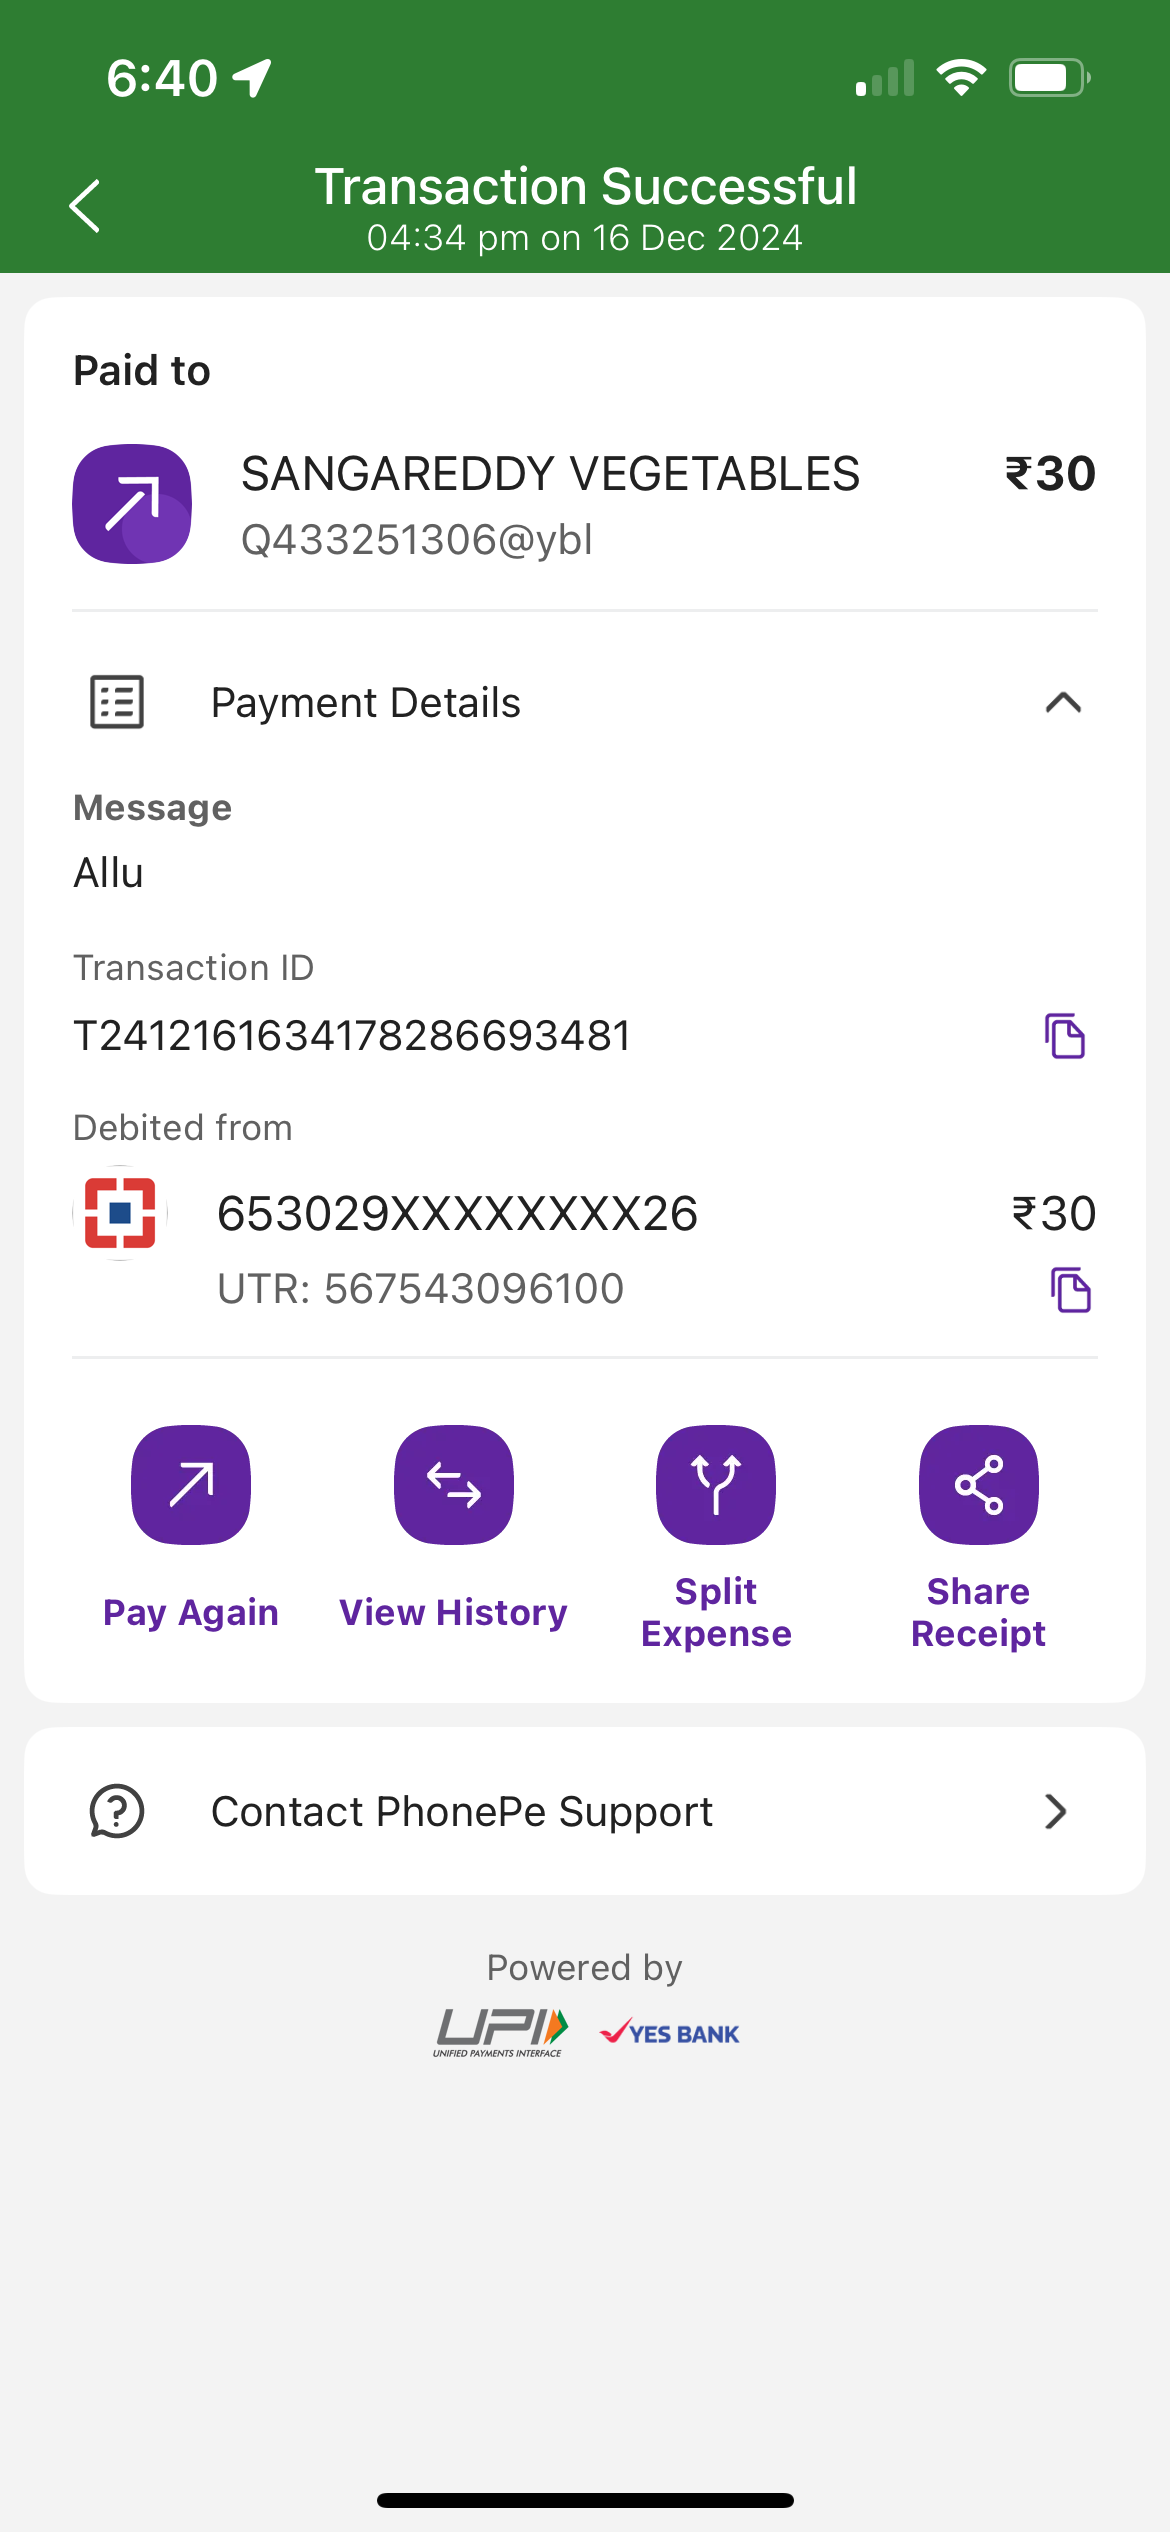 6:40
Transaction Successful
04:34 pm on 16 Dec 2024
Paid to
SANGAREDDY VEGETABLES ₹30
Q433251306@ybl
Payment Details
Message
Allu
Transaction ID
T2412161634178286693481
Debited from
653029XXXXXXXX26 ₹30
UTR: 567543096100
Pay Again
View History
Split
Expense
Share
Receipt
Contact PhonePe Support
Powered by
UPI
UNIFIED PAYMENTS INTERFACE
YES BANK